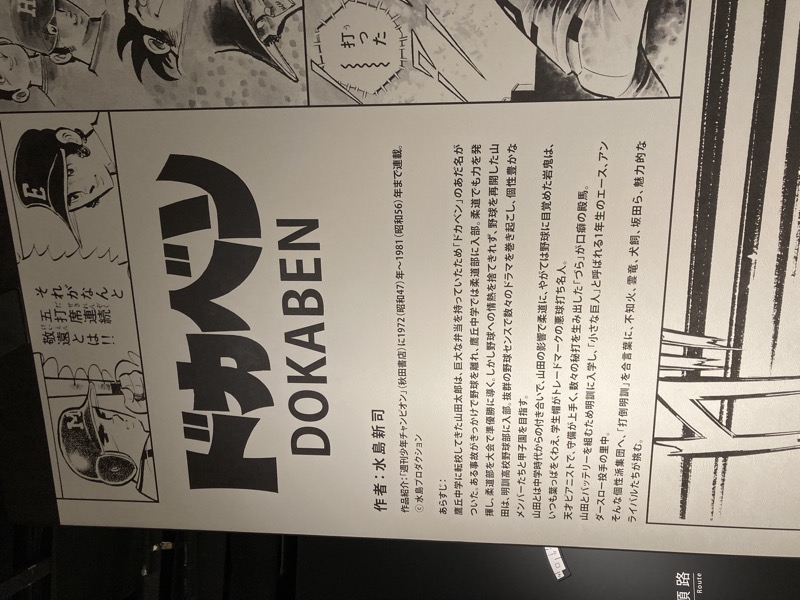 それがなんと
五打席連続
敬遠とは!!
ドカベン
DOKABEN
作者：水島新司
作品紹介：「週刊少年チャンピオン」（秋田書店）に1972（昭和47）年〜1981（昭和56）年まで連載。
©水島プロダクション
あらすじ：
鷹丘中学に転校してきた山田太郎は、巨大な弁当を持っていたため「ドカベン」のあだ名が
ついた。ある事故がきっかけで野球を離れ、鷹丘中学では柔道部に入部。柔道でも力を発
揮し、柔道部を大会で準優勝に導く。しかし野球への情熱を捨てきれず、野球を再開した山
田は、明訓高校野球部に入部。抜群の野球センスで数々のドラマを巻き起こし、個性豊かな
メンバーたちと甲子園を目指す。
山田とは中学時代からの付き合いで、山田の影響で柔道に、やがては野球に目覚めた岩鬼は、
いつも葉っぱをくわえ、学生帽がトレードマークの悪球打ち名人。
天才ピアニストで、守備が上手く、数々の秘打を生み出した「づら」が口癖の殿馬。
山田とバッテリーを組むため明訓に入学し、「小さな巨人」と呼ばれる1年生のエース、アン
ダースロー投手の里中。
そんな個性派集団へ、「打倒明訓」を合言葉に、不知火、雲竜、犬飼、坂田ら、魅力的な
ライバルたちが挑む。
打った
M
E
H
順路
Route